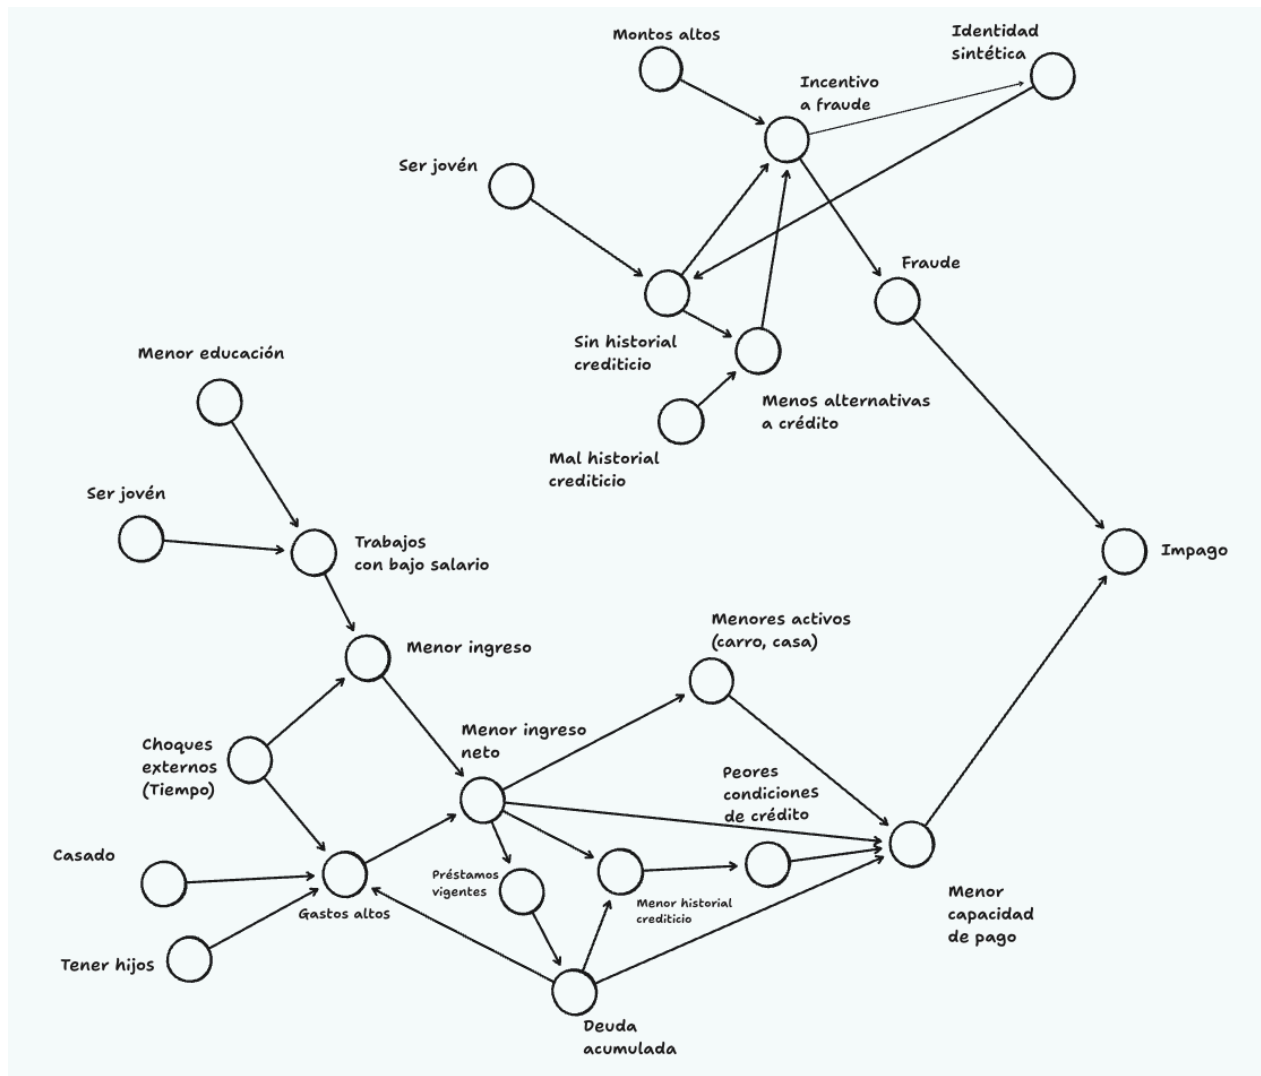 Montos altos
Identidad
sintética
Incentivo
a fraude
Ser jovén
Fraude
Sin historial
crediticio
Menos alternativas
a crédito
Mal historial
crediticio
Menor educación
Ser jovén
Trabajos
con bajo salario
Impago
Menor ingreso
Menores activos
(carro, casa)
Choques
externos
(Tiempo)
Menor ingreso
neto
Peores
condiciones
de crédito
Casado
Préstamos
vigentes
Gastos altos
Menor historial
crediticio
Menor
capacidad
de pago
Tener hijos
Deuda
acumulada